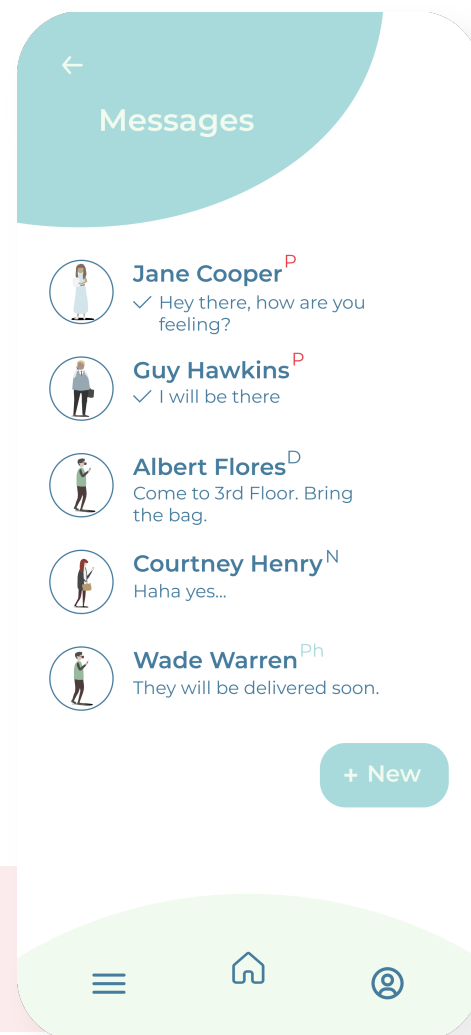 Messages
Jane Cooper P
Hey there, how are you
feeling?
Guy Hawkins P
I will be there
Albert Flores D
Come to 3rd Floor. Bring
the bag.
Courtney Henry N
Haha yes...
Wade Warren Ph
They will be delivered soon.
+ New